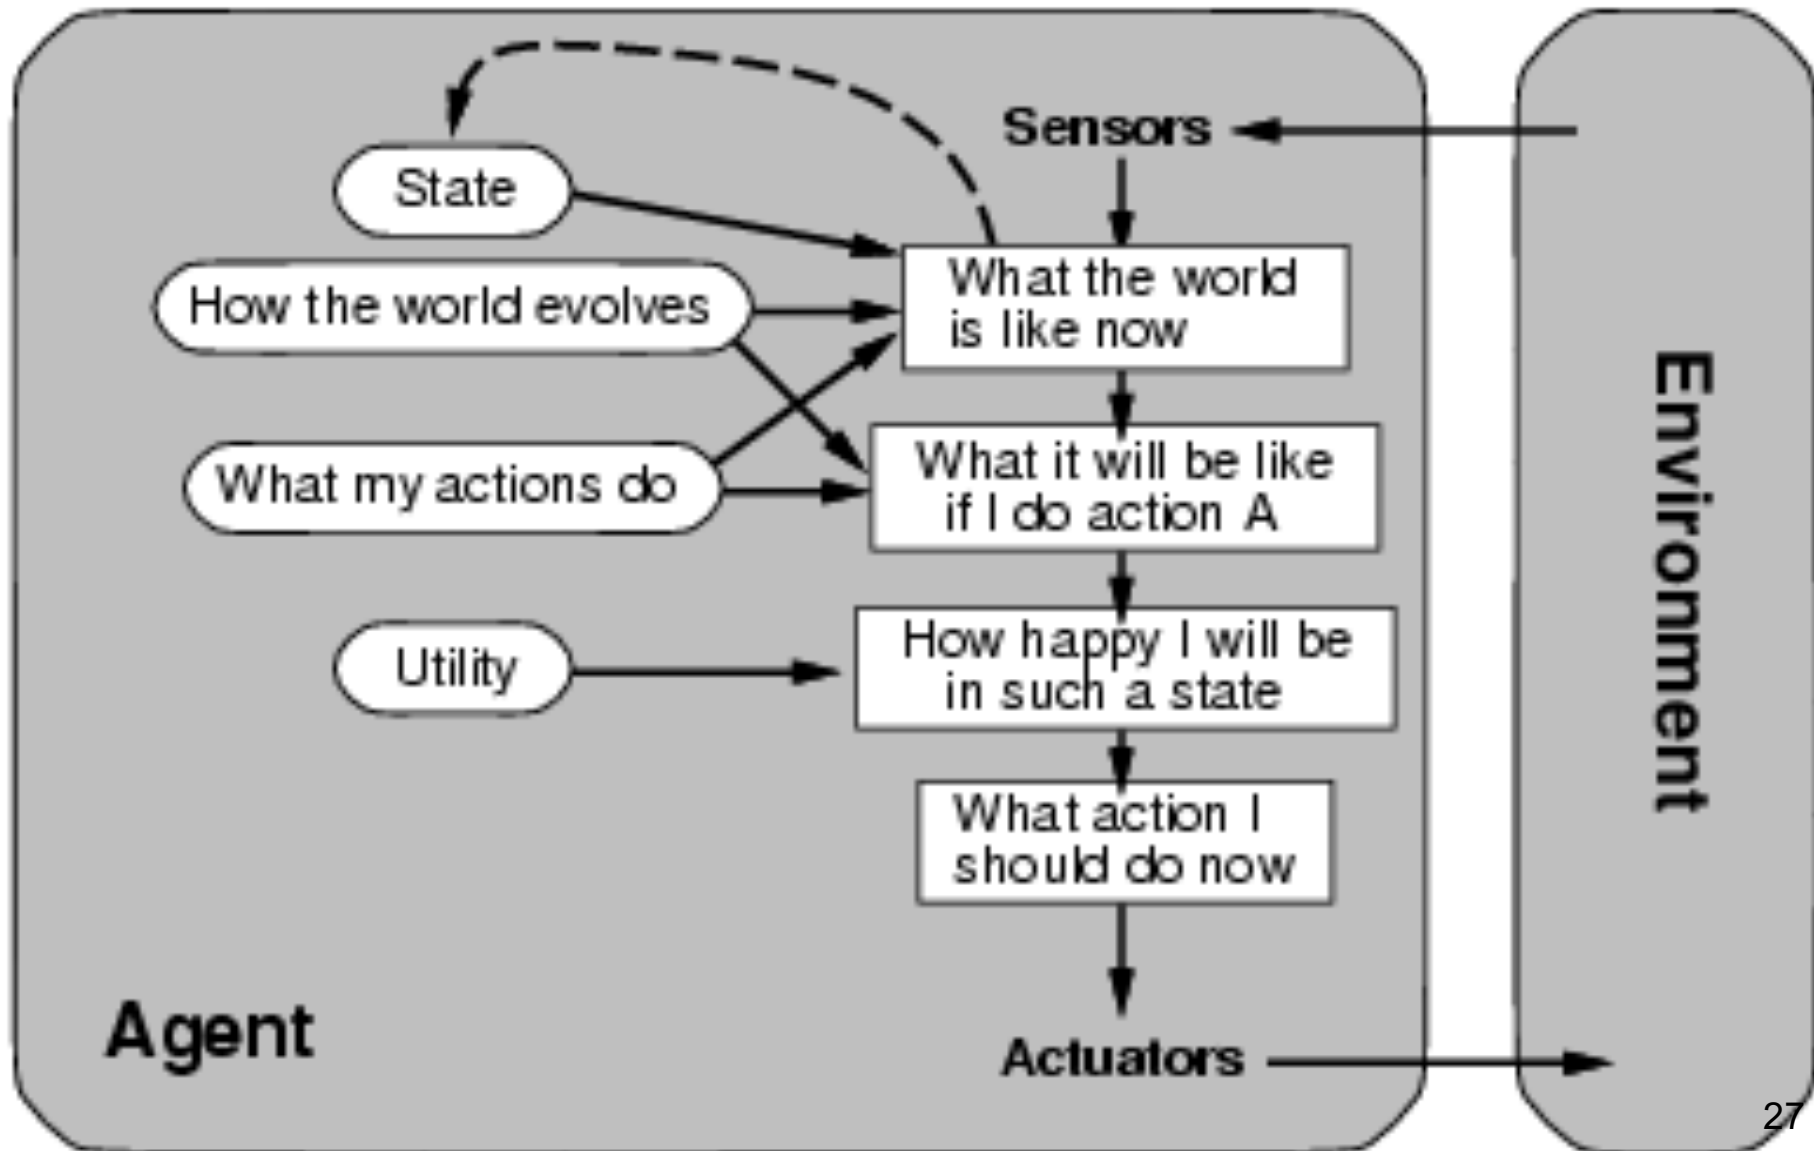 Sensors
State
What the world
is like now
How the world evolves
What my actions do
What it will be like
if I do action A
Utility
How happy I will be
in such a state
What action I
should do now
Agent
Actuators
Environment
27